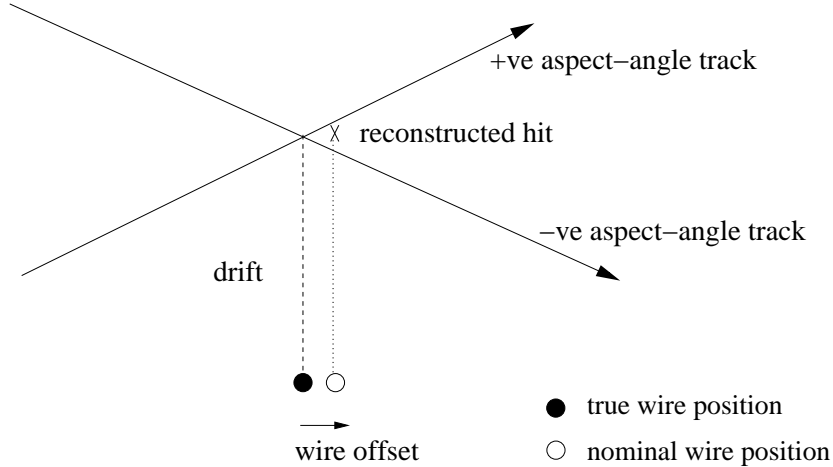 +ve aspect−angle track
reconstructed hit
−ve aspect−angle track
drift
true wire position
wire offset
nominal wire position